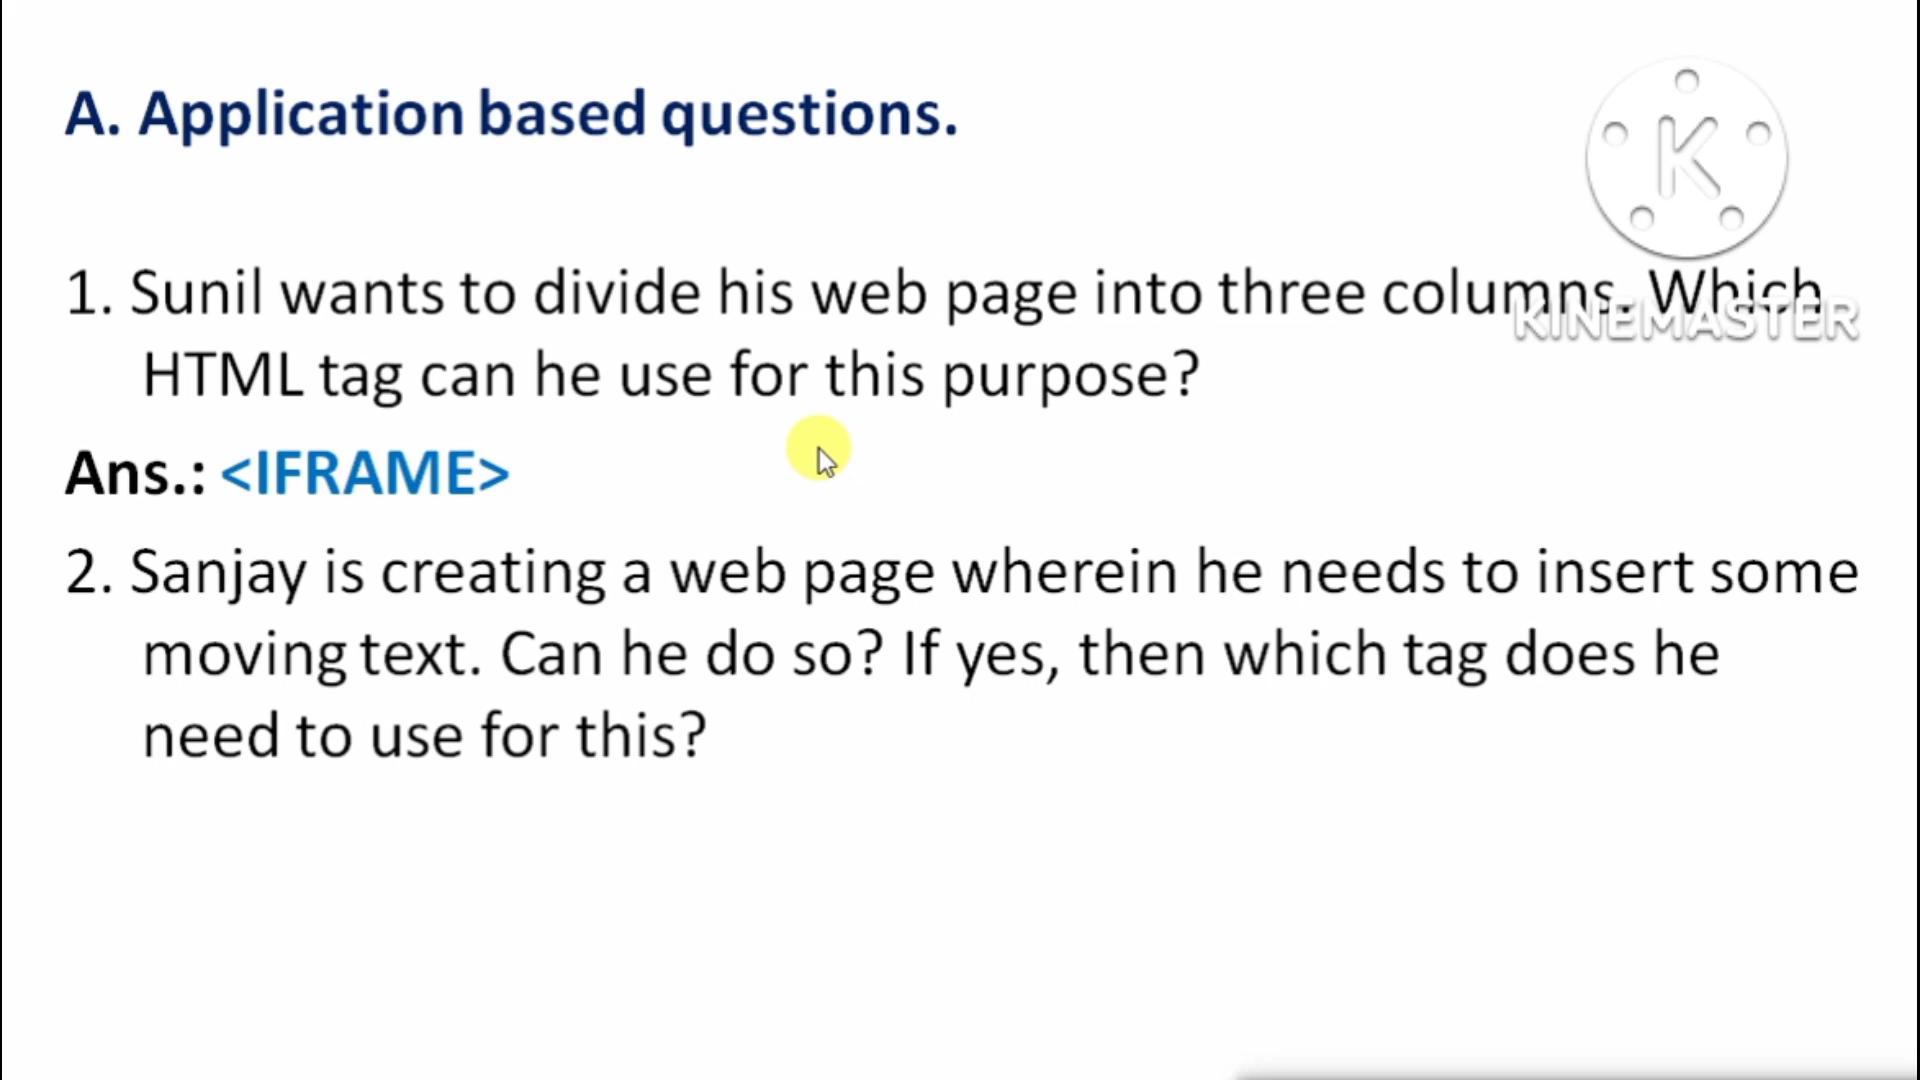 A. Application based questions.
K
1. Sunil wants to divide his web page into three columns. Which
KINEMASTER
HTML tag can he use for this purpose?
Ans.: <IFRAME>
2. Sanjay is creating a web page wherein he needs to insert some
moving text. Can he do so? If yes, then which tag does he
need to use for this?